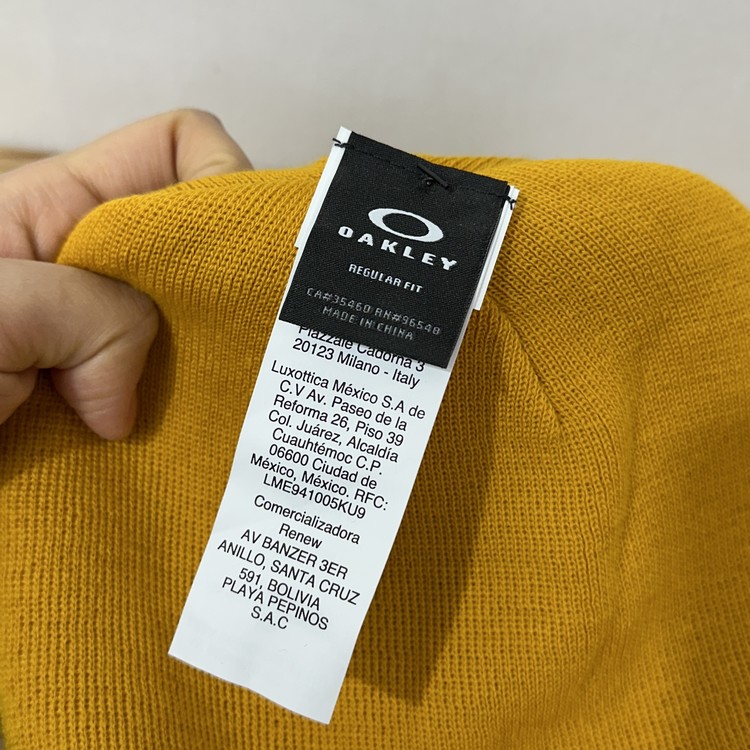 OAKLEY
REGULAR FIT
CA#35460 RN#96548
MADE IN CHINA
Piazzale Cadorna 3
20123 Milano - Italy
Luxottica México S.A de
C.V Av. Paseo de la
Reforma 26, Piso 39
Col. Juárez, Alcaldía
Cuauhtémoc C.P.
06600 Ciudad de
México, México. RFC:
LME941005KU9
Comercializadora
Renew
AV BANZER 3ER
ANILLO, SANTA CRUZ
591, BOLIVIA
PLAYA PEPINOS
S.A.C